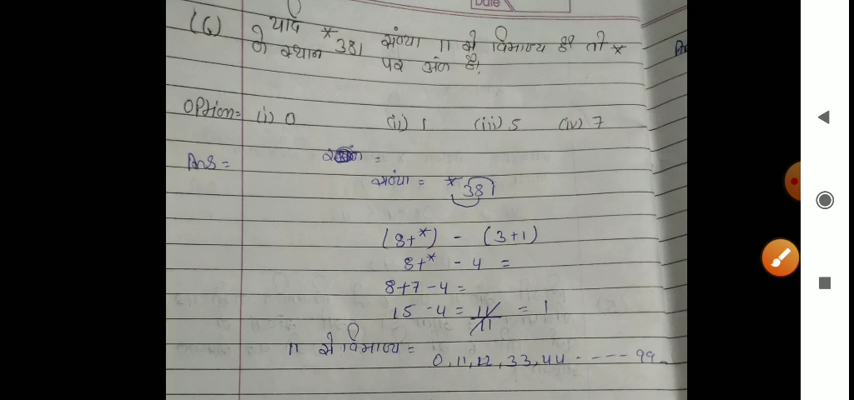 Date
(6) यदि *381 संख्या 11 से विभाज्य है तो *
के स्थान पर अंक है।
Option= (i) 0 (ii) 1 (iii) 5 (iv) 7
Ans =
संख्या = *381
(8+*) - (3+1)
8+* - 4 =
8+7-4 =
15-4 = 11/11 = 1
11 से विभाज्य = 0, 11, 22, 33, 44 ---- 99